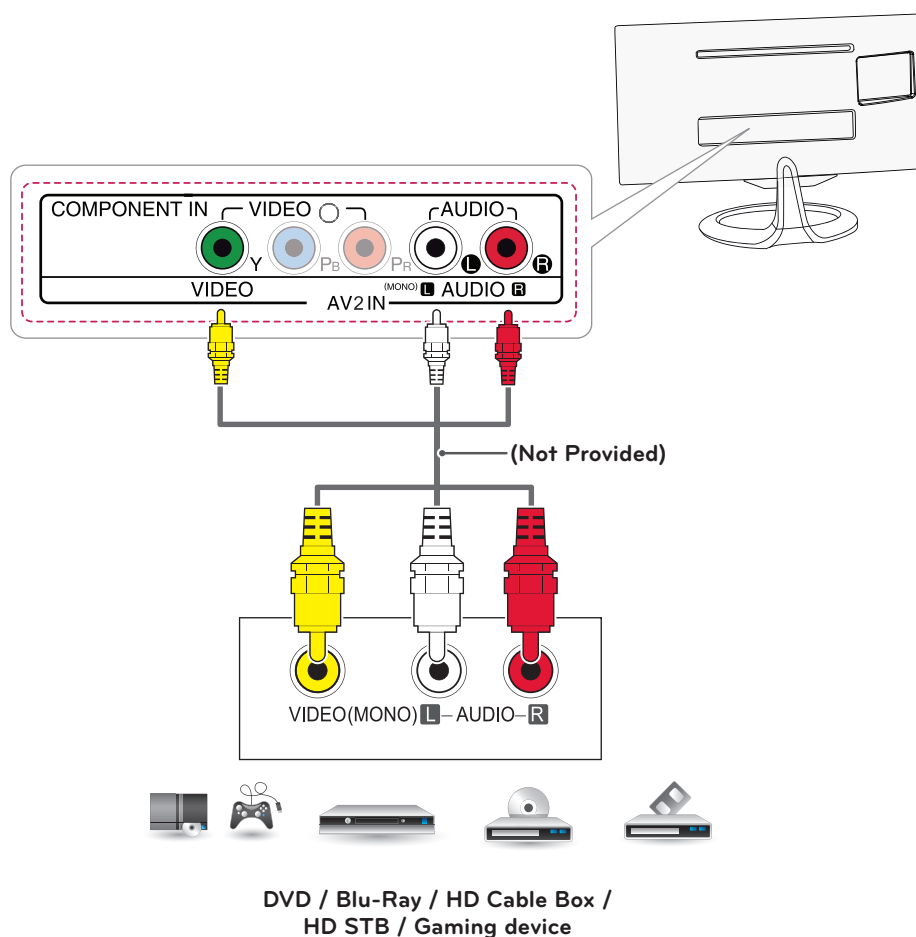 COMPONENT IN VIDEO AUDIO
Y PB PR L R
VIDEO (MONO) L AUDIO R
AV2 IN
(Not Provided)
VIDEO(MONO) L - AUDIO - R
DVD / Blu-Ray / HD Cable Box /
HD STB / Gaming device